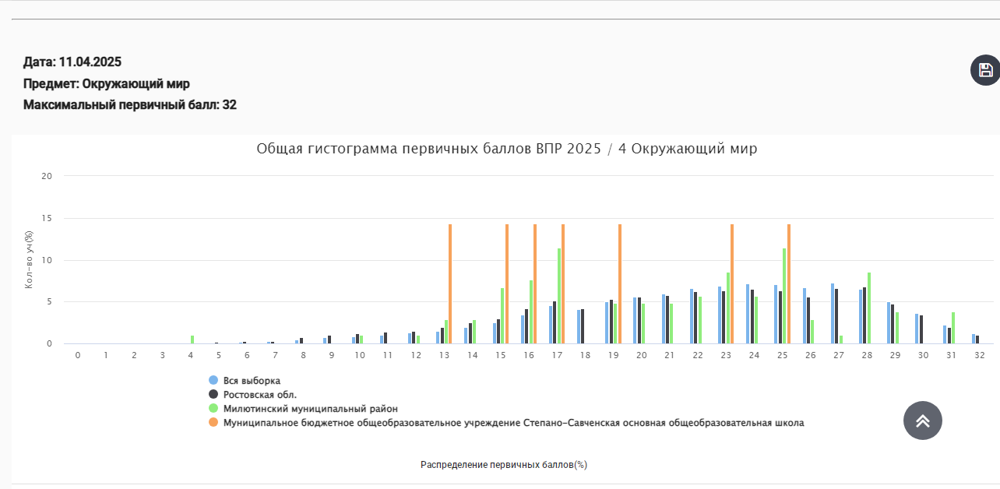 Дата: 11.04.2025
Предмет: Окружающий мир
Максимальный первичный балл: 32
Общая гистограмма первичных баллов ВПР 2025 / 4 Окружающий мир
20
15
10
5
0
Кол-во уч(%)
0 1 2 3 4 5 6 7 8 9 10 11 12 13 14 15 16 17 18 19 20 21 22 23 24 25 26 27 28 29 30 31 32
Вся выборка
Ростовская обл.
Милютинский муниципальный район
Муниципальное бюджетное общеобразовательное учреждение Степано-Савченская основная общеобразовательная школа
Распределение первичных баллов(%)